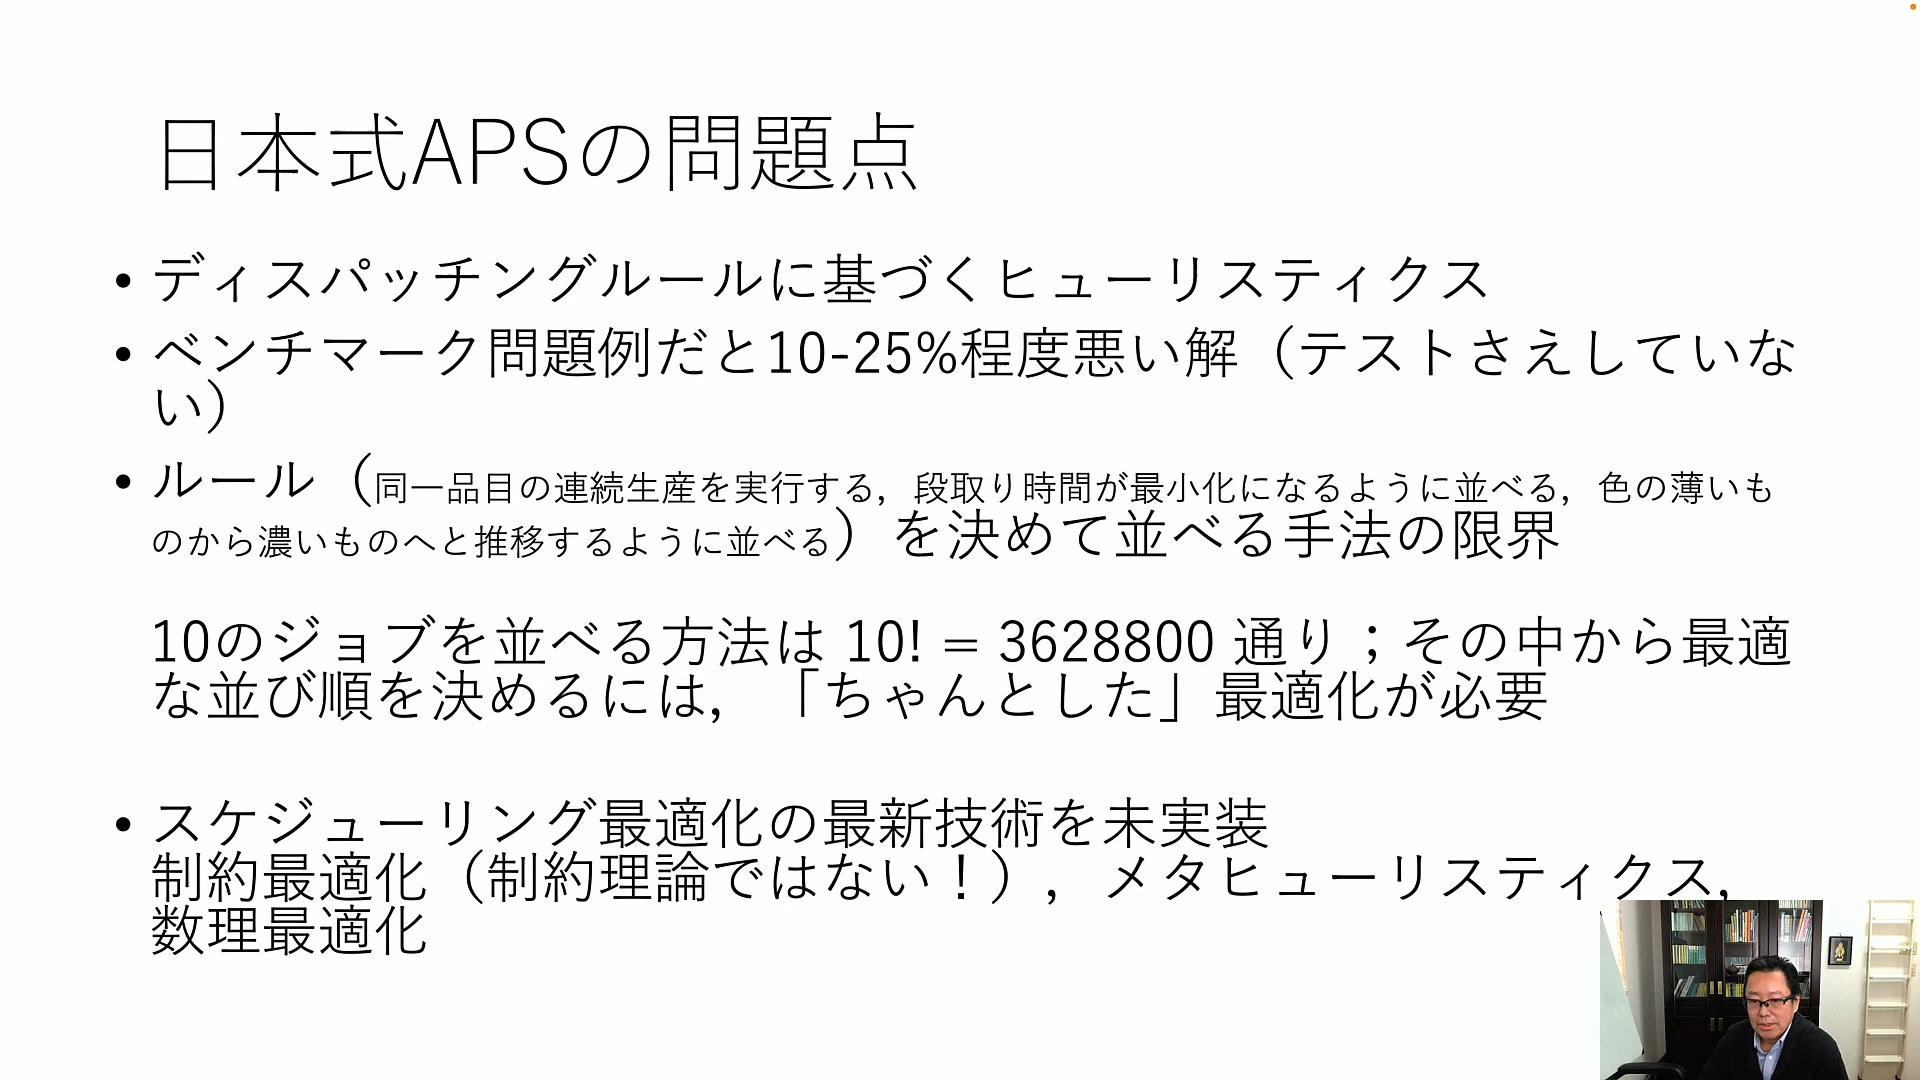 日本式APSの問題点
• ディスパッチングルールに基づくヒューリスティクス
• ベンチマーク問題例だと10-25%程度悪い解（テストさえしていな
い）
• ルール（同一品目の連続生産を実行する，段取り時間が最小化になるように並べる，色の薄いも
のから濃いものへと推移するように並べる）を決めて並べる手法の限界
10のジョブを並べる方法は 10! = 3628800 通り；その中から最適
な並び順を決めるには，「ちゃんとした」最適化が必要
• スケジューリング最適化の最新技術を未実装
制約最適化（制約理論ではない！），メタヒューリスティクス，
数理最適化